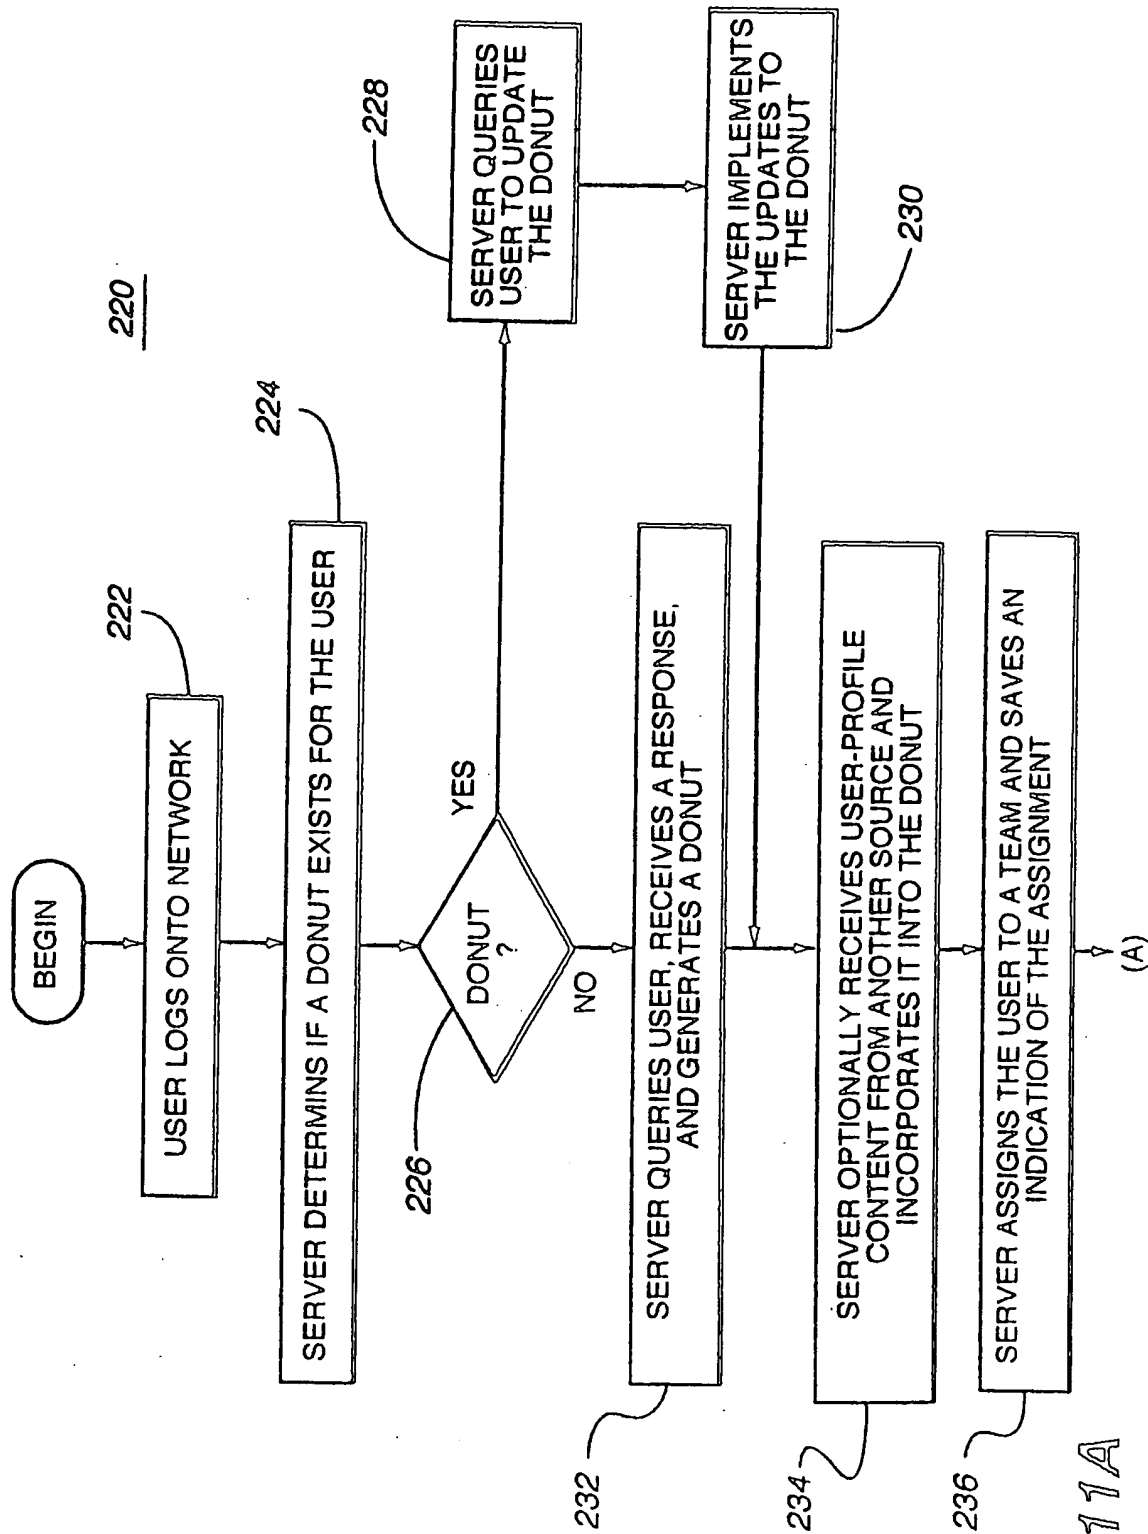 220
BEGIN
USER LOGS ONTO NETWORK
222
SERVER DETERMINS IF A DONUT EXISTS FOR THE USER
224
DONUT
?
226
YES
NO
SERVER QUERIES
USER TO UPDATE
THE DONUT
228
SERVER IMPLEMENTS
THE UPDATES TO
THE DONUT
230
SERVER QUERIES USER, RECEIVES A RESPONSE,
AND GENERATES A DONUT
232
SERVER OPTIONALLY RECEIVES USER-PROFILE
CONTENT FROM ANOTHER SOURCE AND
INCORPORATES IT INTO THE DONUT
234
SERVER ASSIGNS THE USER TO A TEAM AND SAVES AN
INDICATION OF THE ASSIGNMENT
236
(A)
11A